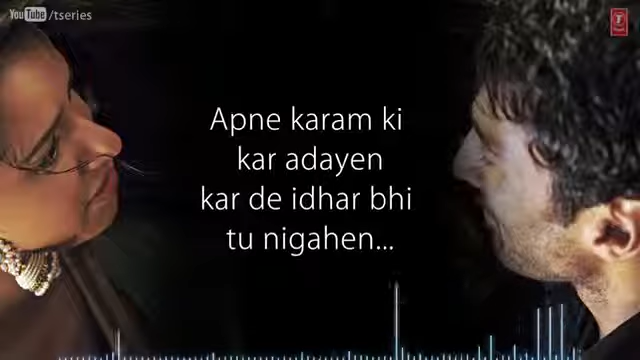 YouTube /tseries
Apne karam ki
kar adayen
kar de idhar bhi
tu nigahen...